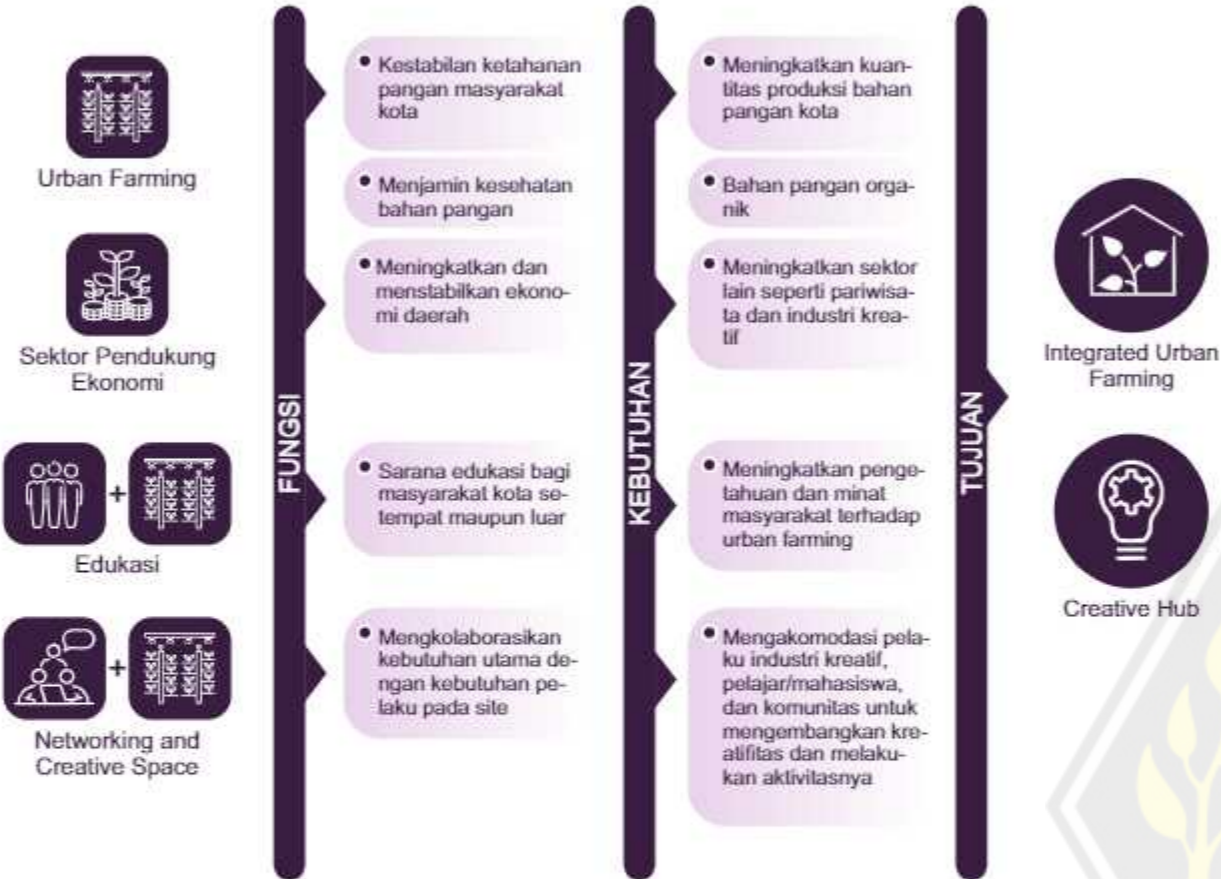 Urban Farming
Sektor Pendukung
Ekonomi
+
Edukasi
+
Networking and
Creative Space
FUNGSI
• Kestabilan ketahanan
pangan masyarakat
kota
• Menjamin kesehatan
bahan pangan
• Meningkatkan dan
menstabilkan ekono-
mi daerah
• Sarana edukasi bagi
masyarakat kota se-
tempat maupun luar
• Mengkolaborasikan
kebutuhan utama de-
ngan kebutuhan pe-
laku pada site
KEBUTUHAN
• Meningkatkan kuan-
titas produksi bahan
pangan kota
• Bahan pangan orga-
nik
• Meningkatkan sektor
lain seperti pariwisa-
ta dan industri krea-
tif
• Meningkatkan penge-
tahuan dan minat
masyarakat terhadap
urban farming
• Mengakomodasi pela-
ku industri kreatif,
pelajar/mahasiswa,
dan komunitas untuk
mengembangkan kre-
atifitas dan melaku-
kan aktivitasnya
TUJUAN
Integrated Urban
Farming
Creative Hub